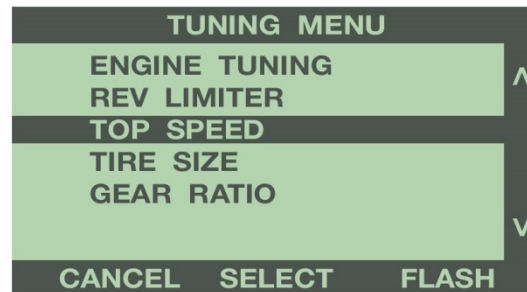 TUNING MENU
ENGINE TUNING
REV LIMITER
TOP SPEED
TIRE SIZE
GEAR RATIO
CANCEL SELECT FLASH